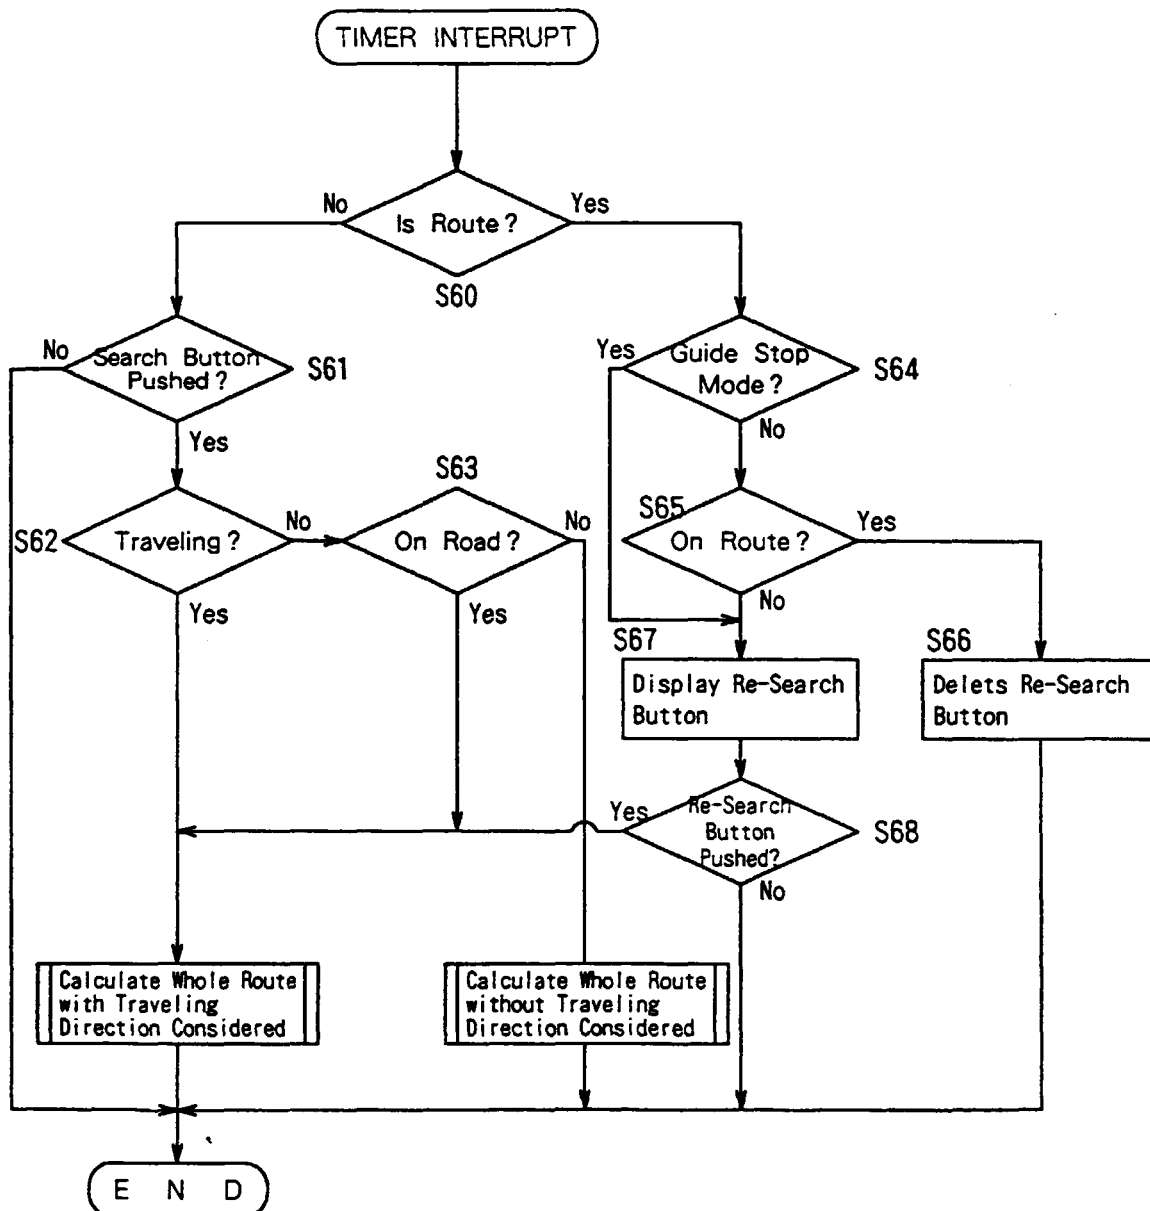 TIMER INTERRUPT
No
Yes
Is Route?
S60
No
Search Button
Pushed?
S61
Yes
Yes
Guide Stop
Mode?
S64
No
S62
Traveling?
No
S63
On Road?
No
S65
On Route?
Yes
Yes
Yes
No
S67
Display Re-Search
Button
S66
Delets Re-Search
Button
Yes
Re-Search
Button
Pushed?
S68
No
Calculate Whole Route
with Traveling
Direction Considered
Calculate Whole Route
without Traveling
Direction Considered
E N D